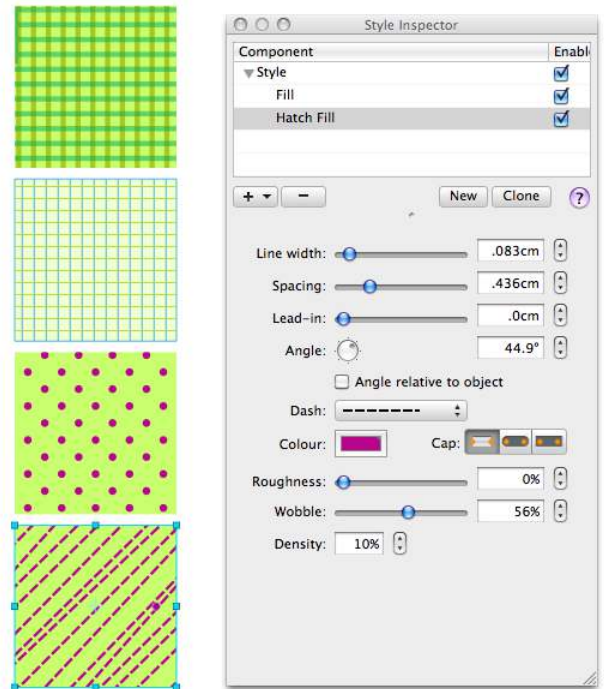 Style Inspector
Component Enabl
Style
Fill
Hatch Fill
+ − New Clone ?
Line width: .083cm
Spacing: .436cm
Lead-in: .0cm
Angle: 44.9°
Angle relative to object
Dash:
Colour: Cap:
Roughness: 0%
Wobble: 56%
Density: 10%